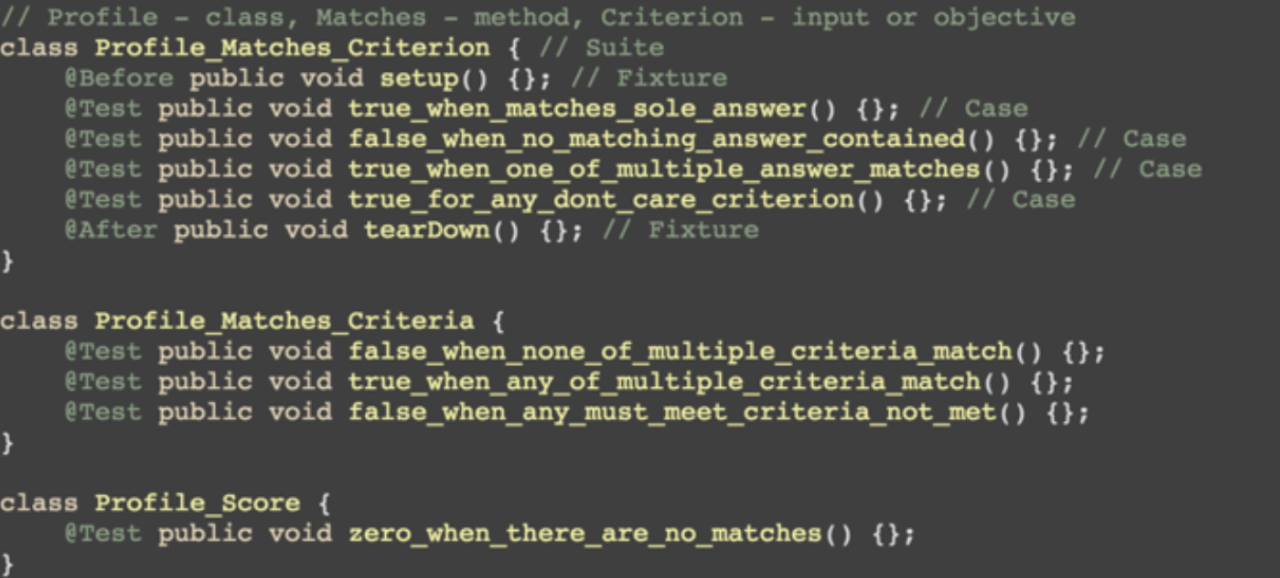 // Profile - class, Matches - method, Criterion - input or objective
class Profile_Matches_Criterion { // Suite
    @Before public void setup() {}; // Fixture
    @Test public void true_when_matches_sole_answer() {}; // Case
    @Test public void false_when_no_matching_answer_contained() {}; // Case
    @Test public void true_when_one_of_multiple_answer_matches() {}; // Case
    @Test public void true_for_any_dont_care_criterion() {}; // Case
    @After public void tearDown() {}; // Fixture
}

class Profile_Matches_Criteria {
    @Test public void false_when_none_of_multiple_criteria_match() {};
    @Test public void true_when_any_of_multiple_criteria_match() {};
    @Test public void false_when_any_must_meet_criteria_not_met() {};
}

class Profile_Score {
    @Test public void zero_when_there_are_no_matches() {};
}